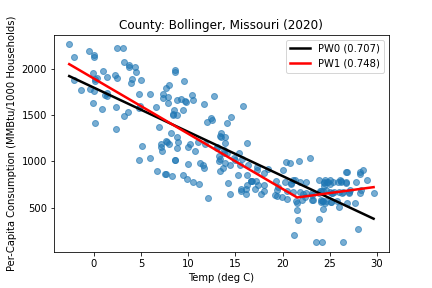 County: Bollinger, Missouri (2020)
PW0 (0.707)
PW1 (0.748)
Per-Capita Consumption (MMBtu/1000 Households)
2000
1500
1000
500
0 5 10 15 20 25 30
Temp (deg C)